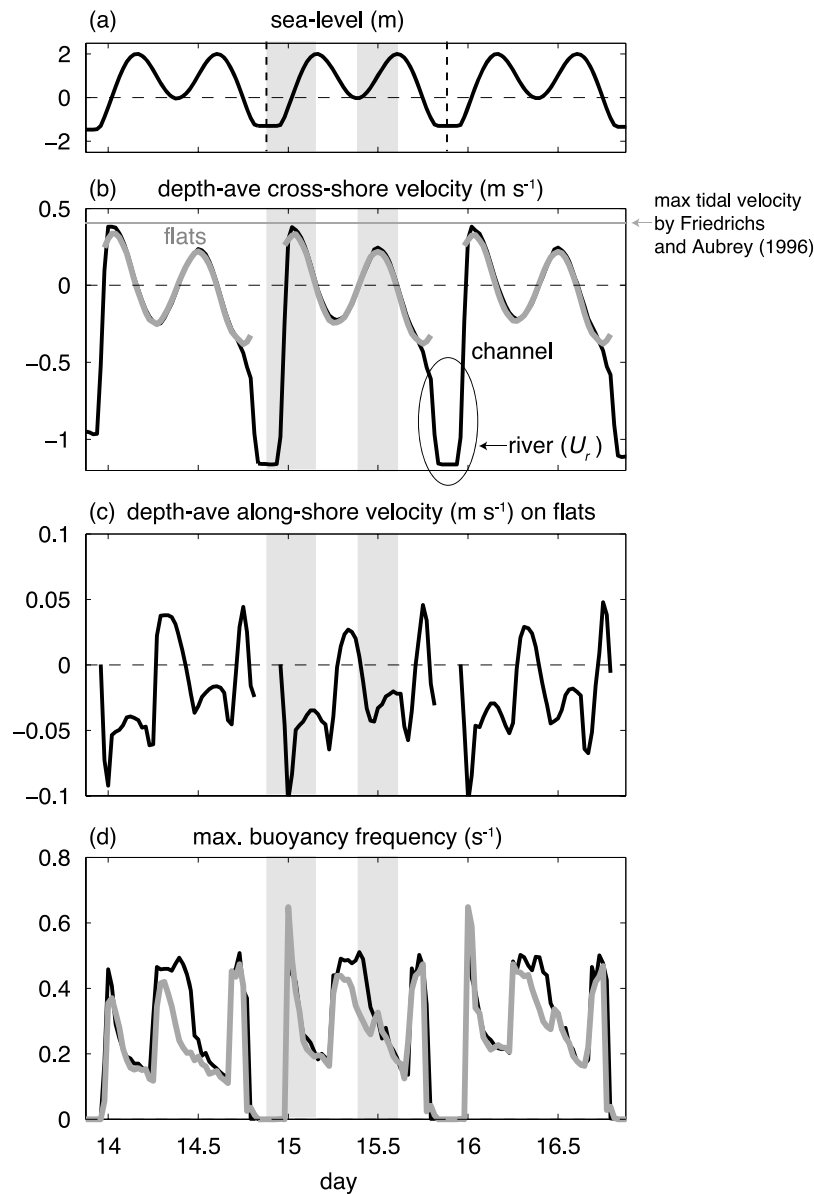 (a) sea-level (m)
2
0
−2
(b) depth-ave cross-shore velocity (m s⁻¹)
0.5
0
−0.5
−1
flats
channel
river (Uᵣ)
max tidal velocity
by Friedrichs
and Aubrey (1996)
(c) depth-ave along-shore velocity (m s⁻¹) on flats
0.1
0.05
0
−0.05
−0.1
(d) max. buoyancy frequency (s⁻¹)
0.8
0.6
0.4
0.2
0
14 14.5 15 15.5 16 16.5
day